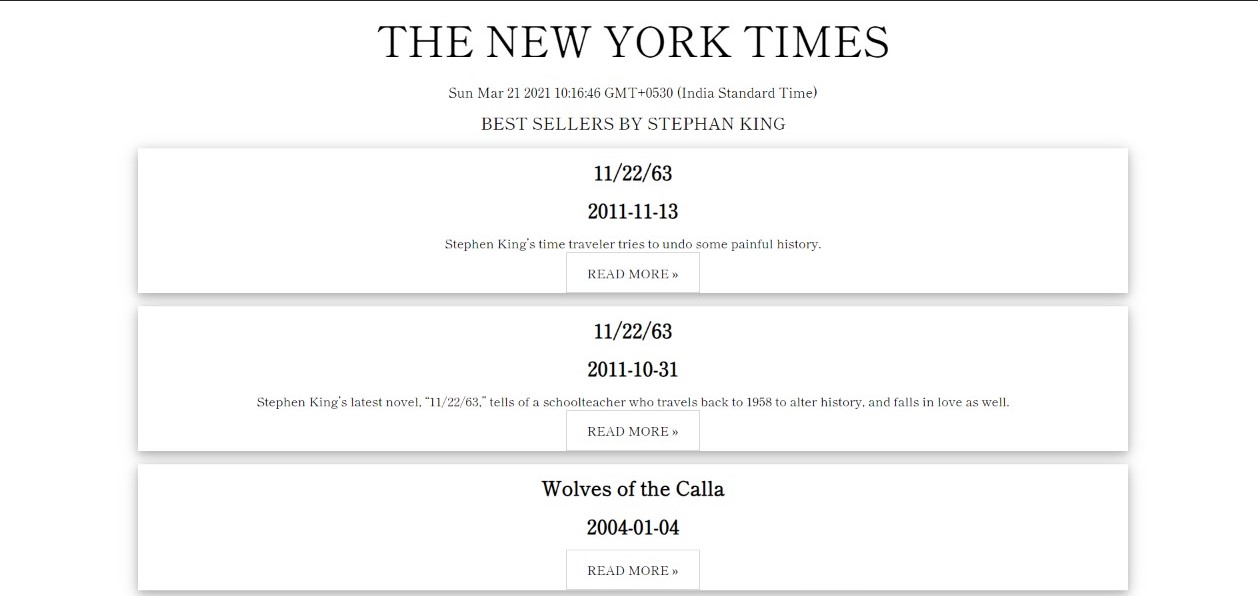 THE NEW YORK TIMES
Sun Mar 21 2021 10:16:46 GMT+0530 (India Standard Time)
BEST SELLERS BY STEPHAN KING
11/22/63
2011-11-13
Stephen King's time traveler tries to undo some painful history.
READ MORE »
11/22/63
2011-10-31
Stephen King's latest novel, “11/22/63,” tells of a schoolteacher who travels back to 1958 to alter history, and falls in love as well.
READ MORE »
Wolves of the Calla
2004-01-04
READ MORE »